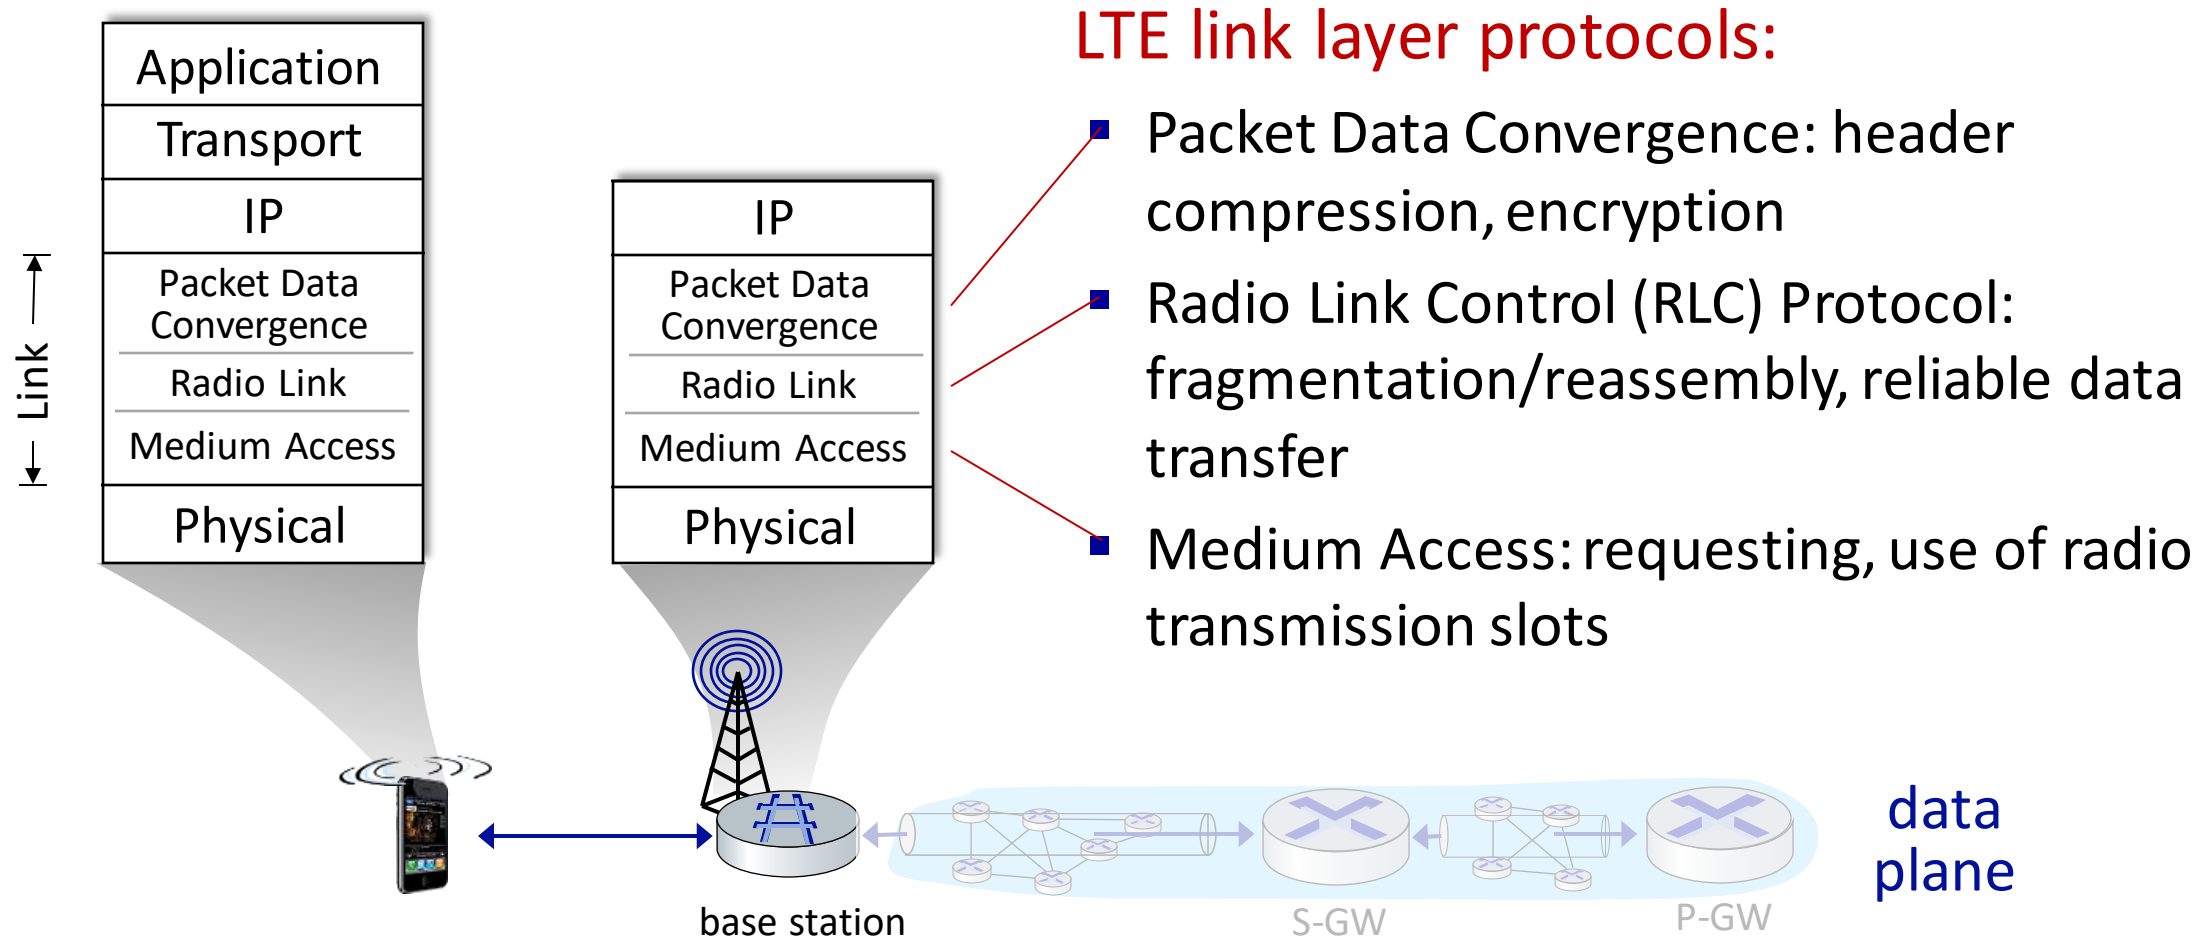 Application
Transport
IP
Packet Data
Convergence
Radio Link
Medium Access
Physical
Link
IP
Packet Data
Convergence
Radio Link
Medium Access
Physical
LTE link layer protocols:
Packet Data Convergence: header
compression, encryption
Radio Link Control (RLC) Protocol:
fragmentation/reassembly, reliable data
transfer
Medium Access: requesting, use of radio
transmission slots
base station
S-GW
P-GW
data
plane